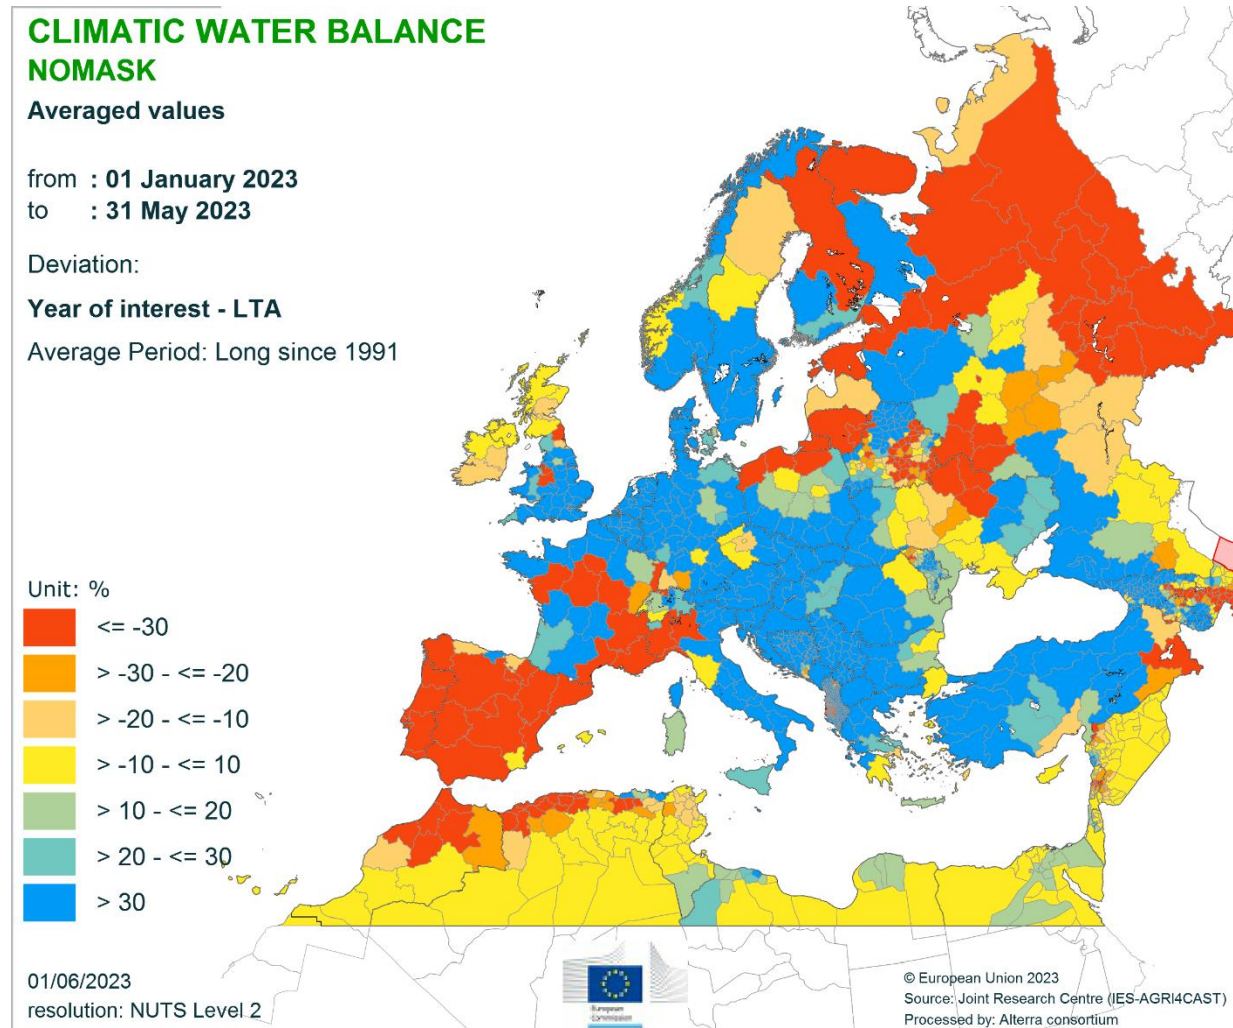 CLIMATIC WATER BALANCE
NOMASK
Averaged values
from : 01 January 2023
to : 31 May 2023
Deviation:
Year of interest - LTA
Average Period: Long since 1991
Unit: %
<= -30
> -30 - <= -20
> -20 - <= -10
> -10 - <= 10
> 10 - <= 20
> 20 - <= 30
> 30
01/06/2023
resolution: NUTS Level 2
European
Commission
© European Union 2023
Source: Joint Research Centre (IES-AGRI4CAST)
Processed by: Alterra consortium